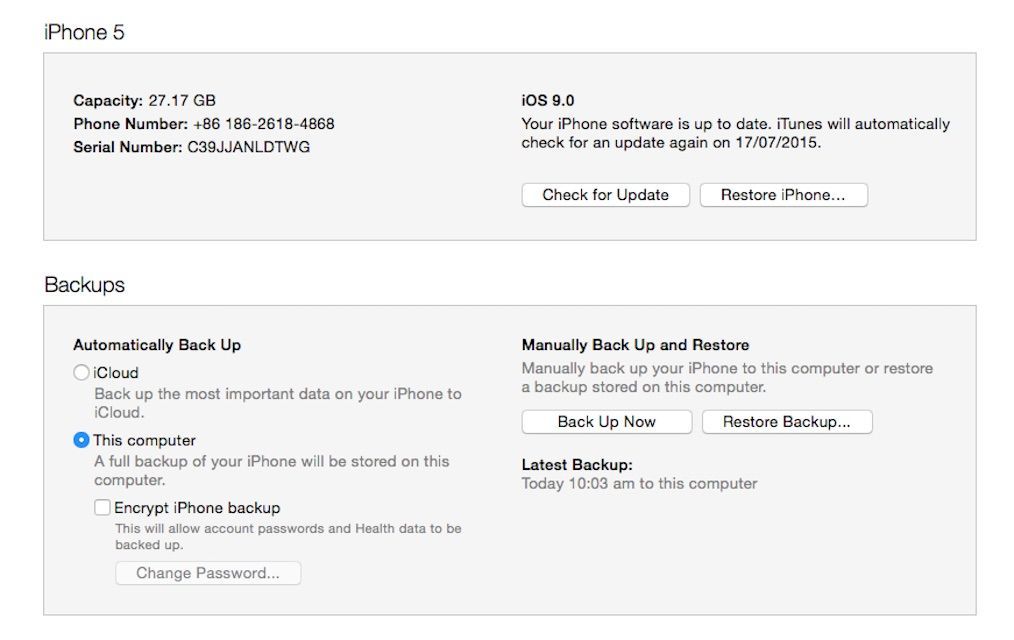 iPhone 5
Capacity: 27.17 GB
Phone Number: +86 186-2618-4868
Serial Number: C39JJANLDTWG
iOS 9.0
Your iPhone software is up to date. iTunes will automatically
check for an update again on 17/07/2015.
Check for Update
Restore iPhone...
Backups
Automatically Back Up
iCloud
Back up the most important data on your iPhone to
iCloud.
This computer
A full backup of your iPhone will be stored on this
computer.
Encrypt iPhone backup
This will allow account passwords and Health data to be
backed up.
Change Password...
Manually Back Up and Restore
Manually back up your iPhone to this computer or restore
a backup stored on this computer.
Back Up Now
Restore Backup...
Latest Backup:
Today 10:03 am to this computer